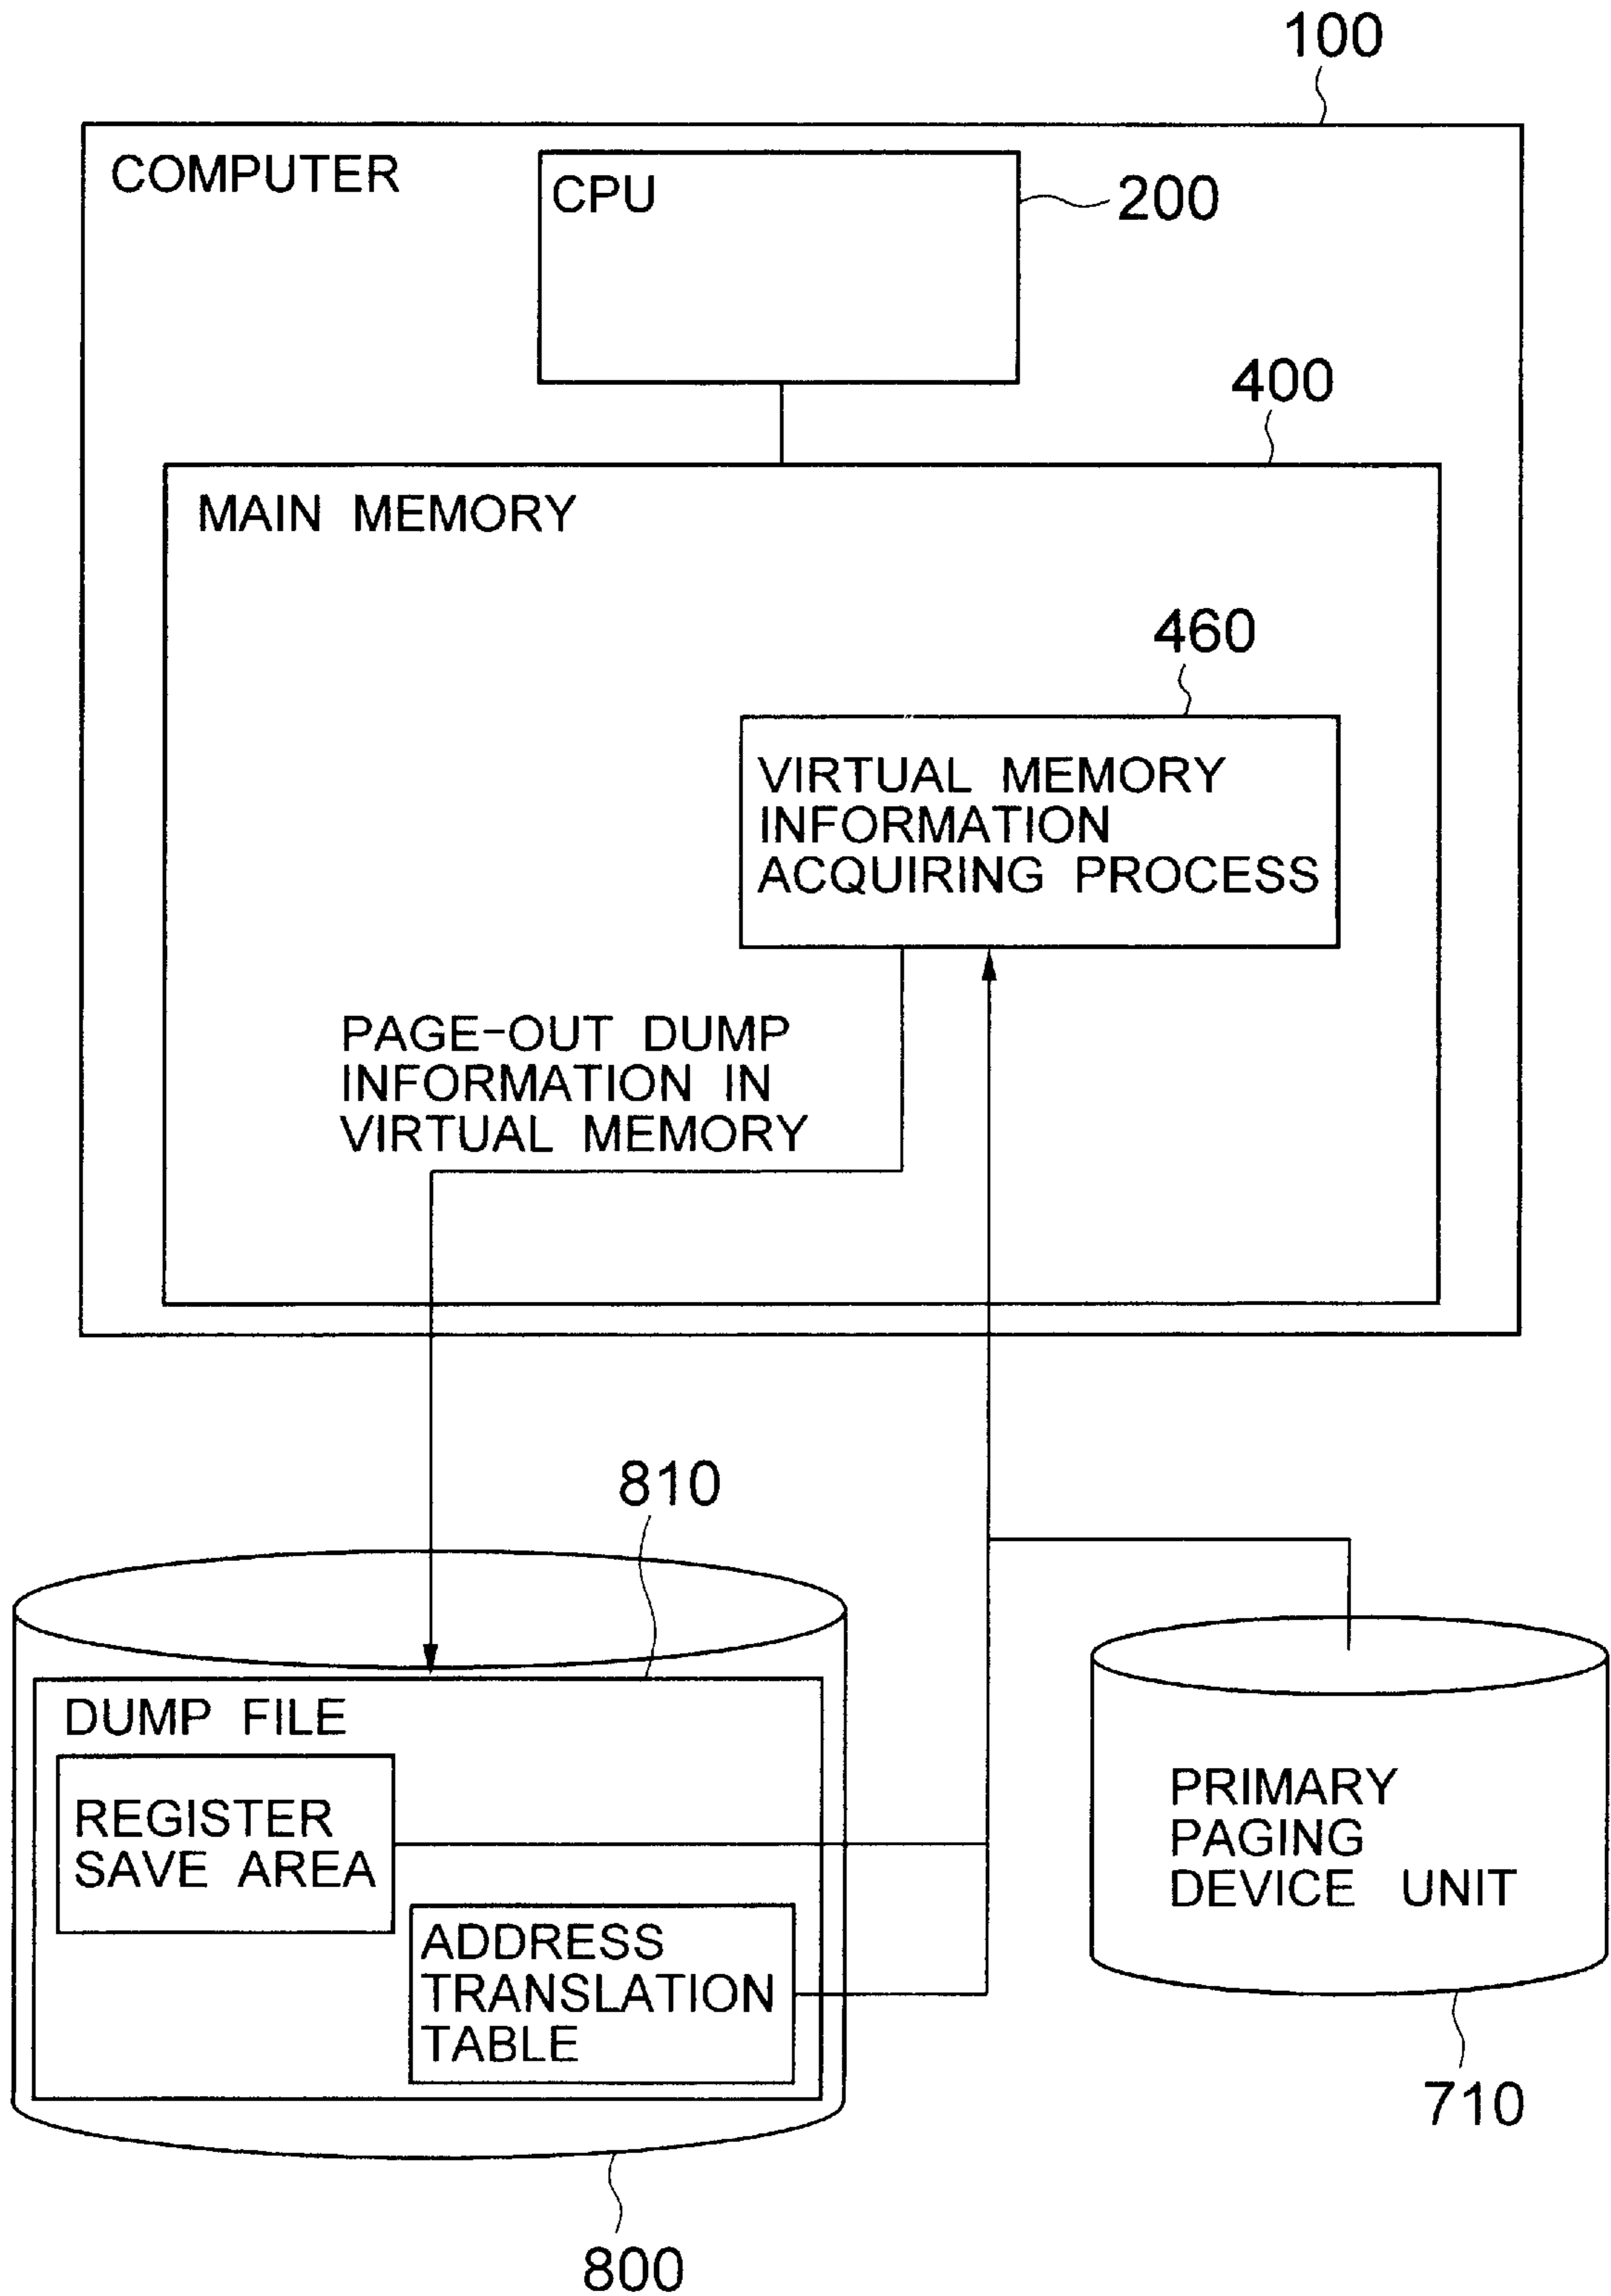 100
COMPUTER
CPU
200
400
MAIN MEMORY
460
VIRTUAL MEMORY
INFORMATION
ACQUIRING PROCESS
PAGE-OUT DUMP
INFORMATION IN
VIRTUAL MEMORY
810
DUMP FILE
REGISTER
SAVE AREA
ADDRESS
TRANSLATION
TABLE
PRIMARY
PAGING
DEVICE UNIT
710
800